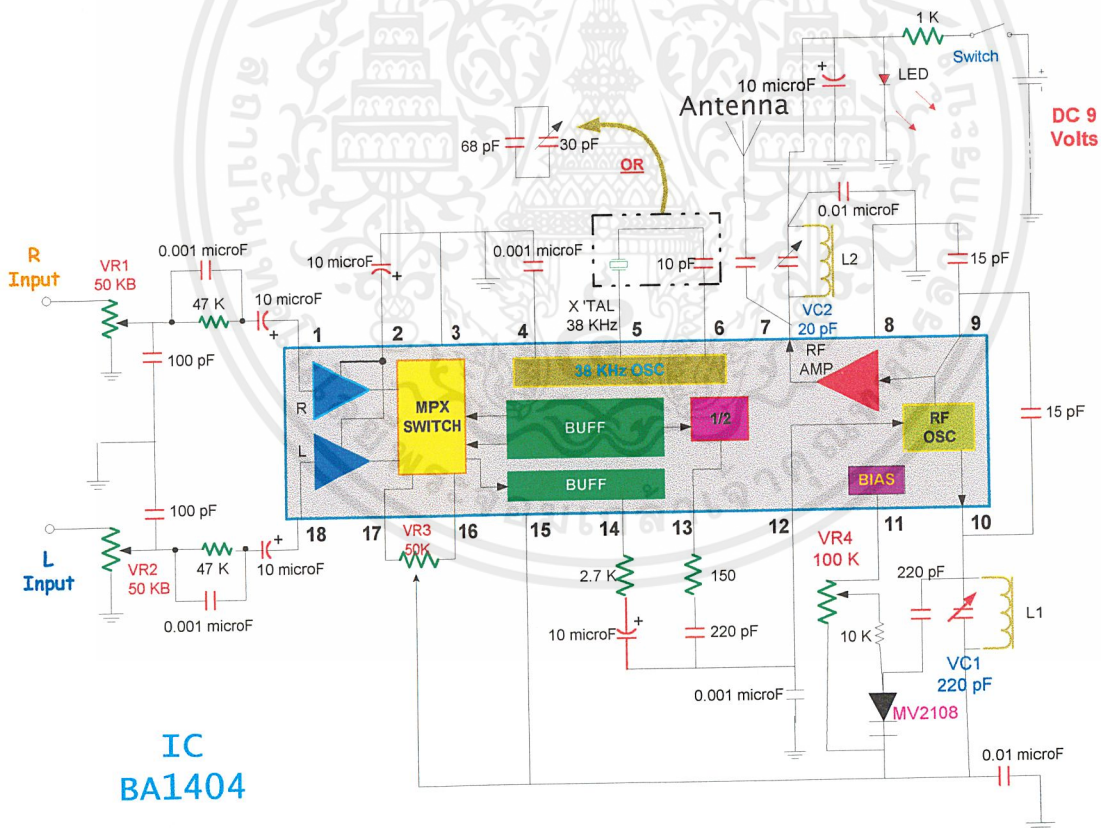 1 K
Switch
LED
10 microF
Antenna
DC 9
Volts
68 pF
30 pF
OR
0.01 microF
R
Input
VR1
50 KB
0.001 microF
47 K
10 microF
10 microF
0.001 microF
10 pF
L2
15 pF
X 'TAL
38 KHz
VC2
20 pF
1
2
3
4
5
6
7
8
9
100 pF
R
L
MPX
SWITCH
38 KHz OSC
BUFF
BUFF
1/2
RF
AMP
RF
OSC
BIAS
15 pF
100 pF
18
17
16
15
14
13
12
11
10
L
Input
VR2
50 KB
47 K
10 microF
0.001 microF
VR3
50K
2.7 K
150
10 microF
220 pF
VR4
100 K
220 pF
10 K
L1
VC1
220 pF
0.001 microF
MV2108
0.01 microF
IC
BA1404